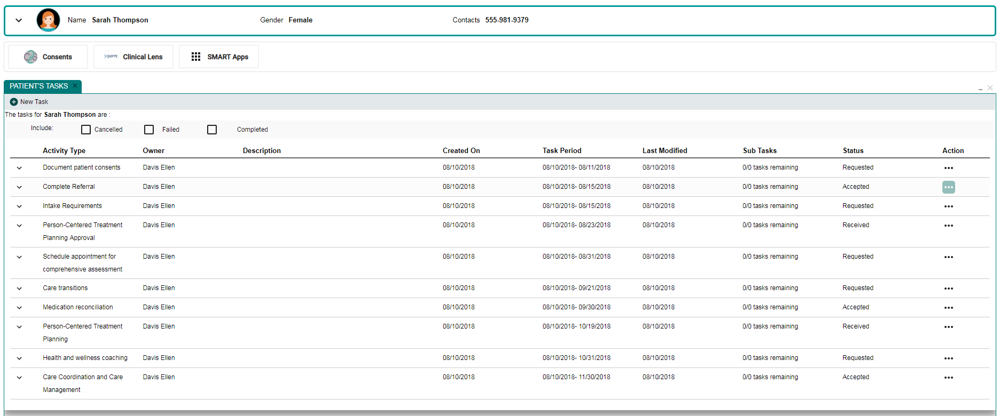 Name Sarah Thompson Gender Female Contacts 555-981-9379
Consents QUIPPE Clinical Lens SMART Apps
PATIENT'S TASKS
New Task
The tasks for Sarah Thompson are :
Include: Cancelled Failed Completed
Activity Type Owner Description Created On Task Period Last Modified Sub Tasks Status Action
Document patient consents Davis Ellen 08/10/2018 08/10/2018- 08/11/2018 08/10/2018 0/0 tasks remaining Requested
Complete Referral Davis Ellen 08/10/2018 08/10/2018- 08/15/2018 08/10/2018 0/0 tasks remaining Accepted
Intake Requirements Davis Ellen 08/10/2018 08/10/2018- 08/15/2018 08/10/2018 0/0 tasks remaining Requested
Person-Centered Treatment Davis Ellen 08/10/2018 08/10/2018- 08/23/2018 08/10/2018 0/0 tasks remaining Received
Planning Approval
Schedule appointment for Davis Ellen 08/10/2018 08/10/2018- 08/31/2018 08/10/2018 0/0 tasks remaining Requested
comprehensive assessment
Care transitions Davis Ellen 08/10/2018 08/10/2018- 09/21/2018 08/10/2018 0/0 tasks remaining Requested
Medication reconciliation Davis Ellen 08/10/2018 08/10/2018- 09/30/2018 08/10/2018 0/0 tasks remaining Accepted
Person-Centered Treatment Davis Ellen 08/10/2018 08/10/2018- 10/19/2018 08/10/2018 0/0 tasks remaining Received
Planning
Health and wellness coaching Davis Ellen 08/10/2018 08/10/2018- 10/31/2018 08/10/2018 0/0 tasks remaining Requested
Care Coordination and Care Davis Ellen 08/10/2018 08/10/2018- 11/30/2018 08/10/2018 0/0 tasks remaining Accepted
Management